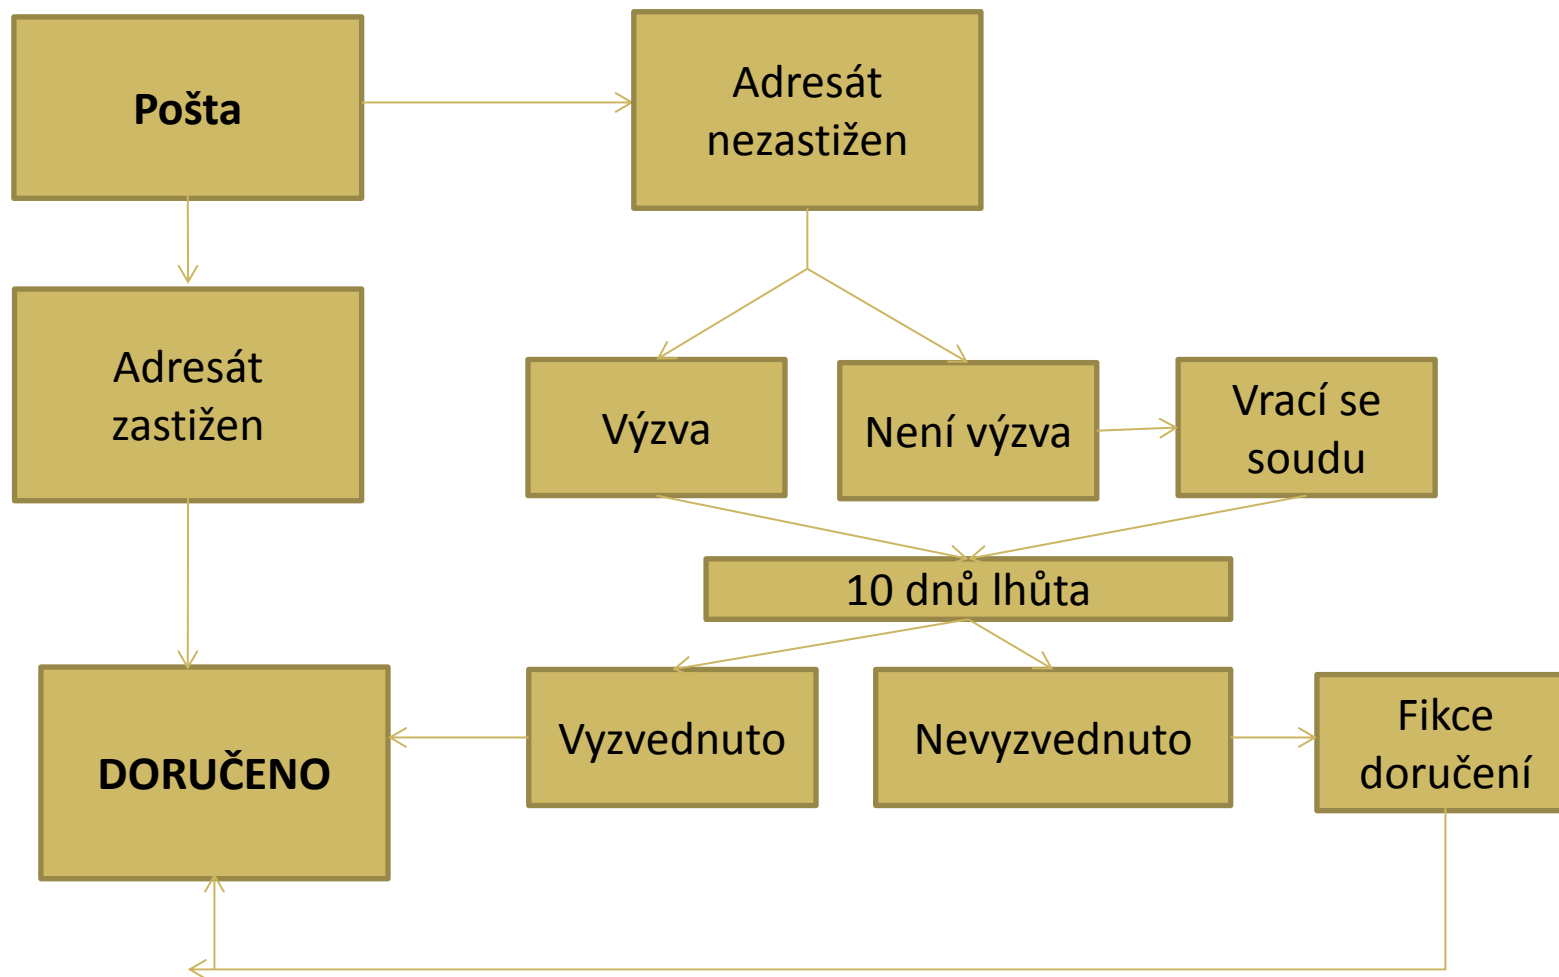 Pošta
Adresát
nezastižen
Adresát
zastižen
Výzva
Není výzva
Vrací se
soudu
10 dnů lhůta
DORUČENO
Vyzvednuto
Nevyzvednuto
Fikce
doručení